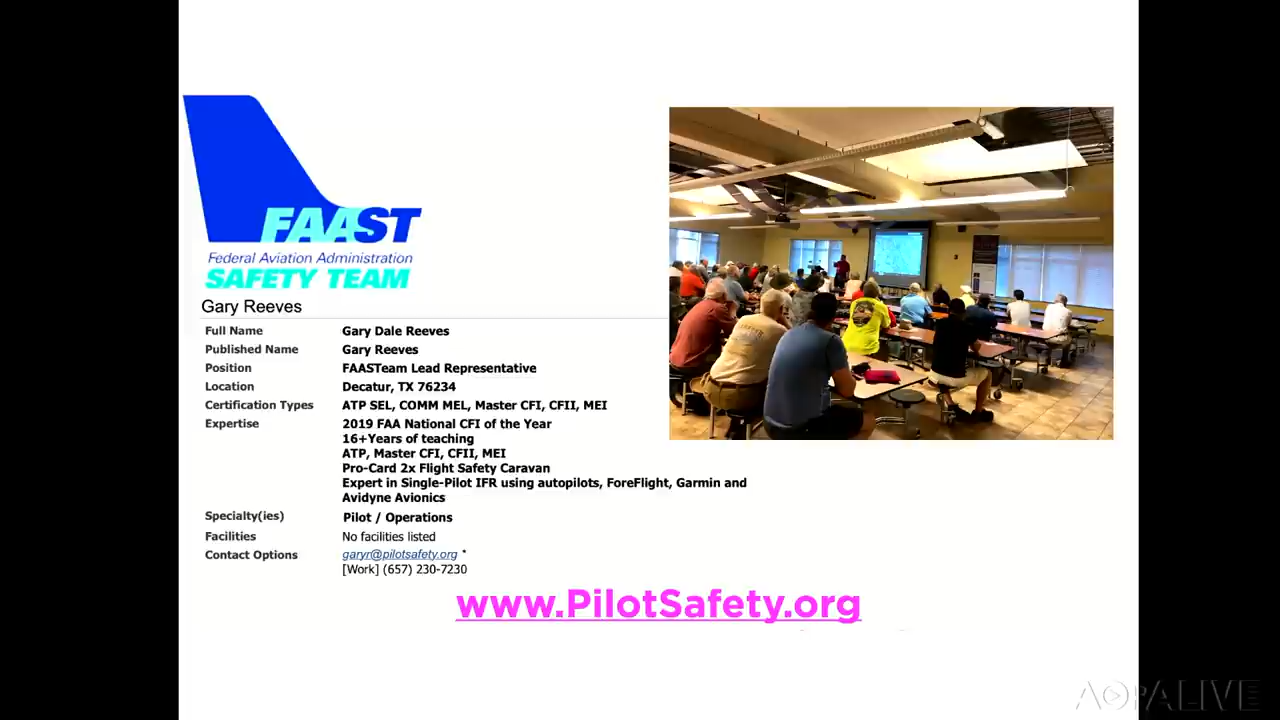 FAAST
Federal Aviation Administration
SAFETY TEAM
Gary Reeves
Full Name Gary Dale Reeves
Published Name Gary Reeves
Position FAASTeam Lead Representative
Location Decatur, TX 76234
Certification Types ATP SEL, COMM MEL, Master CFI, CFII, MEI
Expertise 2019 FAA National CFI of the Year
16+Years of teaching
ATP, Master CFI, CFII, MEI
Pro-Card 2x Flight Safety Caravan
Expert in Single-Pilot IFR using autopilots, ForeFlight, Garmin and
Avidyne Avionics
Specialty(ies) Pilot / Operations
Facilities No facilities listed
Contact Options garyr@pilotsafety.org *
[Work] (657) 230-7230
www.PilotSafety.org
AOPALIVE